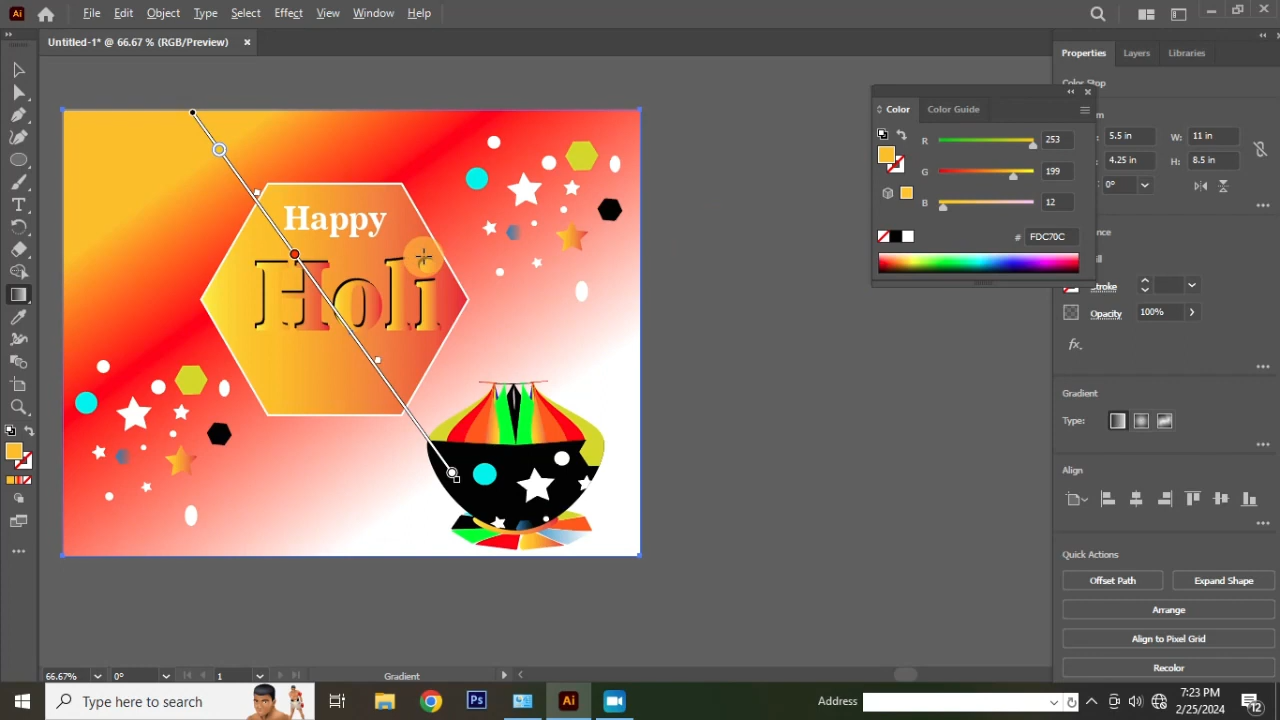 Ai File Edit Object Type Select Effect View Window Help
Untitled-1* @ 66.67 % (RGB/Preview) ×
Properties Layers Libraries
Color Stop
5.5 in W: 11 in
4.25 in H: 8.5 in
0°
Color Color Guide
R 253
G 199
B 12
# FDC70C
Stroke
Opacity 100%
fx.
Gradient
Type:
Align
Quick Actions
Offset Path Expand Shape
Arrange
Align to Pixel Grid
Recolor
Happy
Holi
66.67% 0° 1 Gradient
Type here to search
Ps Ai
Address
7:23 PM
2/25/2024
12